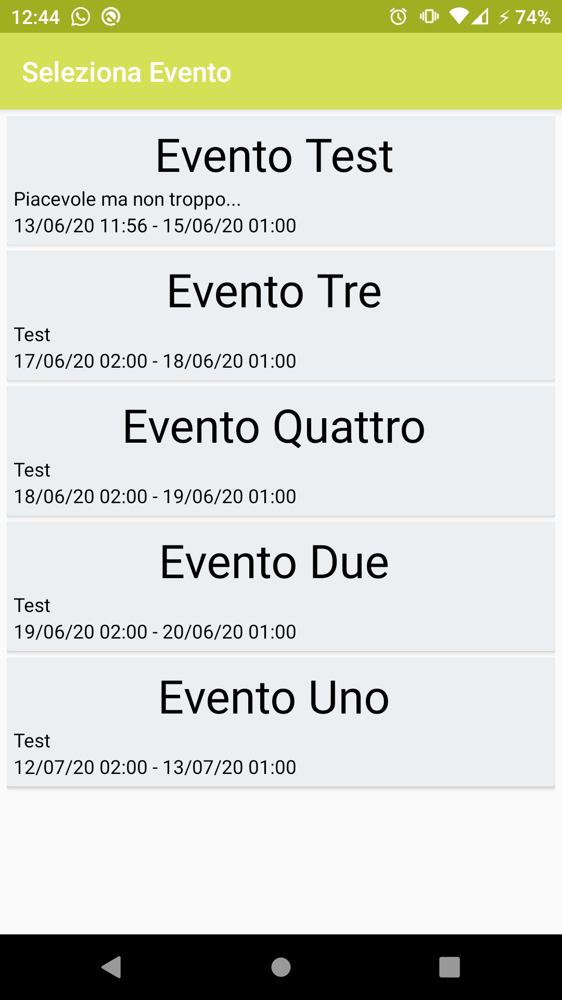 12:44 74%
Seleziona Evento
Evento Test
Piacevole ma non troppo...
13/06/20 11:56 - 15/06/20 01:00
Evento Tre
Test
17/06/20 02:00 - 18/06/20 01:00
Evento Quattro
Test
18/06/20 02:00 - 19/06/20 01:00
Evento Due
Test
19/06/20 02:00 - 20/06/20 01:00
Evento Uno
Test
12/07/20 02:00 - 13/07/20 01:00